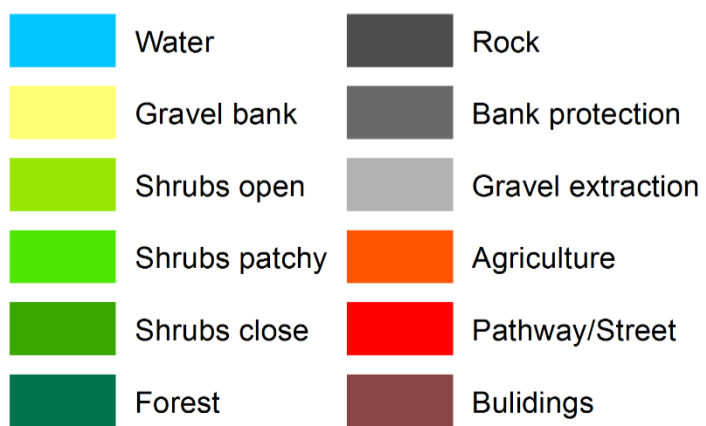 Water
Gravel bank
Shrubs open
Shrubs patchy
Shrubs close
Forest
Rock
Bank protection
Gravel extraction
Agriculture
Pathway/Street
Bulidings